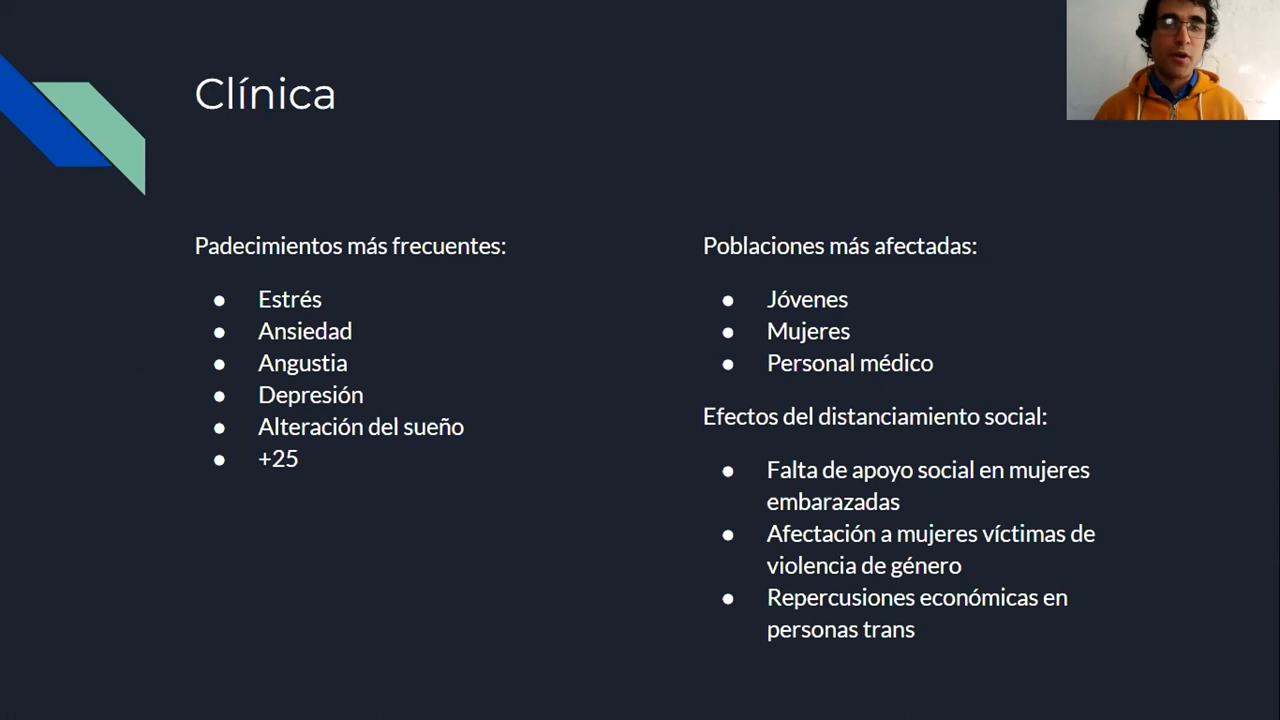 Clínica
Padecimientos más frecuentes:
● Estrés
● Ansiedad
● Angustia
● Depresión
● Alteración del sueño
● +25
Poblaciones más afectadas:
● Jóvenes
● Mujeres
● Personal médico
Efectos del distanciamiento social:
● Falta de apoyo social en mujeres
embarazadas
● Afectación a mujeres víctimas de
violencia de género
● Repercusiones económicas en
personas trans